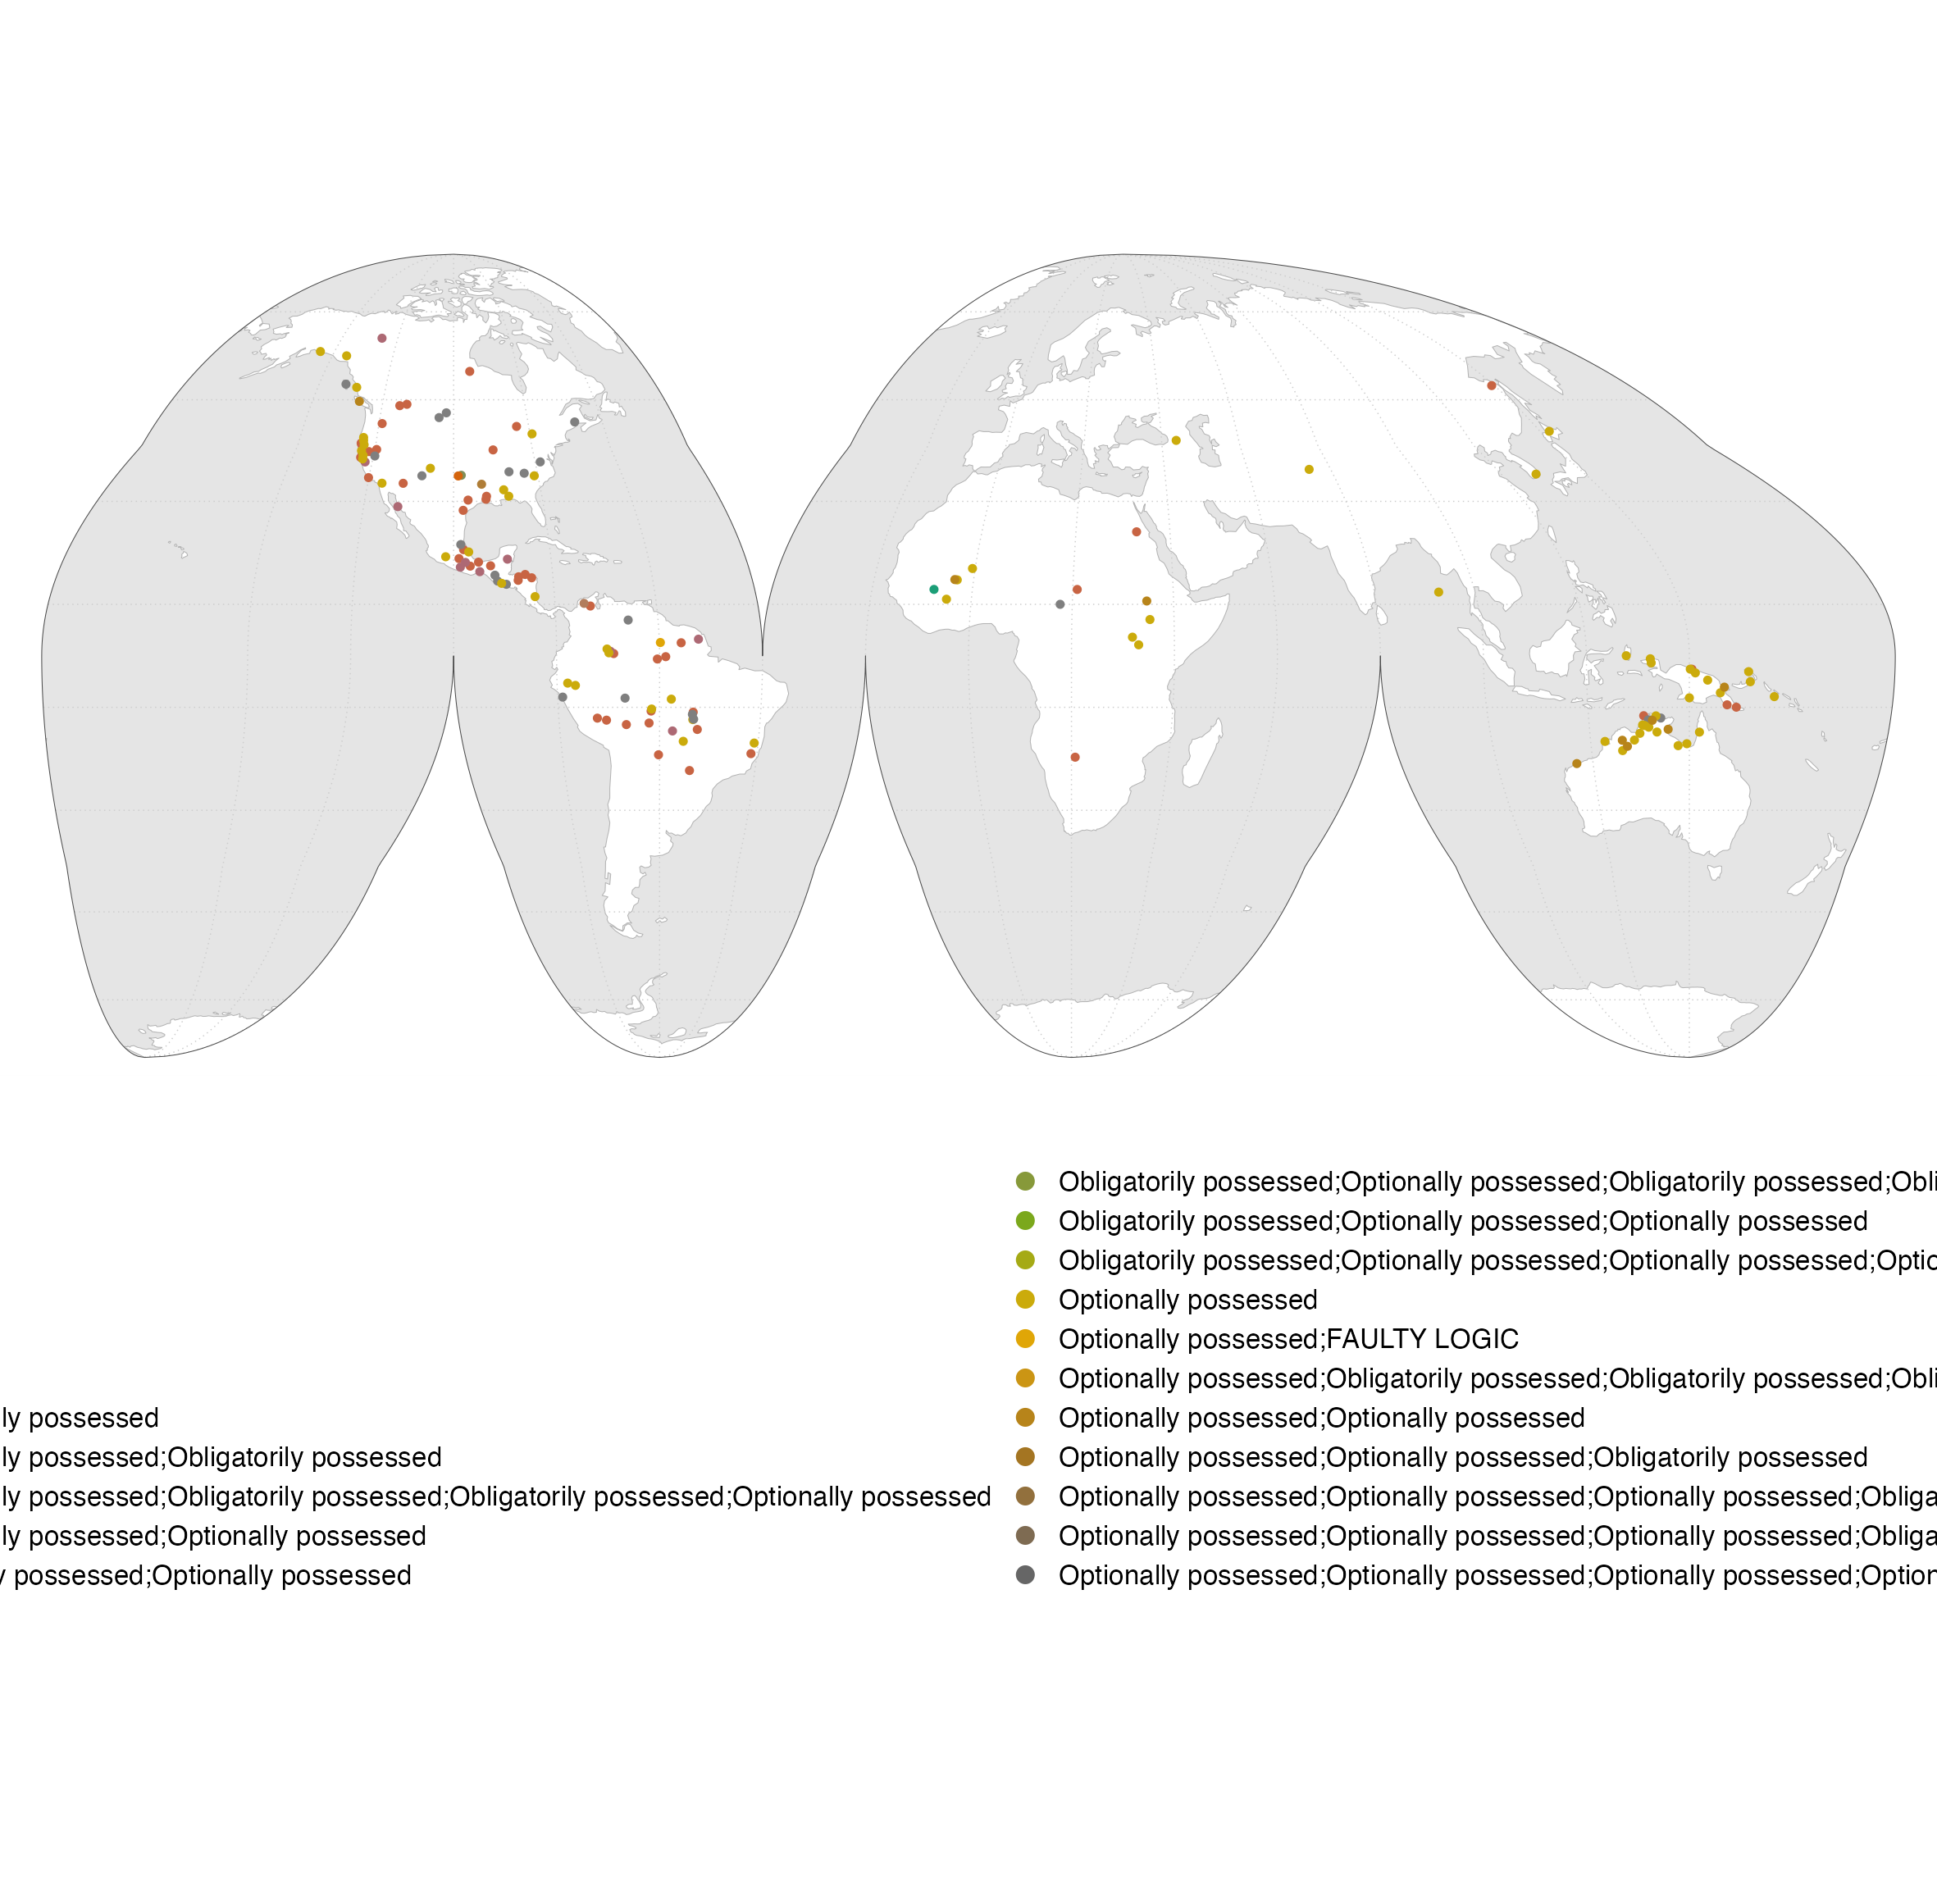 Obligatorily possessed;Optionally possessed;Obligatorily possessed;Obli
Obligatorily possessed;Optionally possessed;Optionally possessed
Obligatorily possessed;Optionally possessed;Optionally possessed;Optio
Optionally possessed
Optionally possessed;FAULTY LOGIC
Optionally possessed;Obligatorily possessed;Obligatorily possessed;Obli
ly possessed
Optionally possessed;Optionally possessed
ly possessed;Obligatorily possessed
Optionally possessed;Optionally possessed;Obligatorily possessed
ly possessed;Obligatorily possessed;Obligatorily possessed;Optionally possessed
Optionally possessed;Optionally possessed;Optionally possessed;Obliga
ly possessed;Optionally possessed
Optionally possessed;Optionally possessed;Optionally possessed;Obliga
y possessed;Optionally possessed
Optionally possessed;Optionally possessed;Optionally possessed;Option